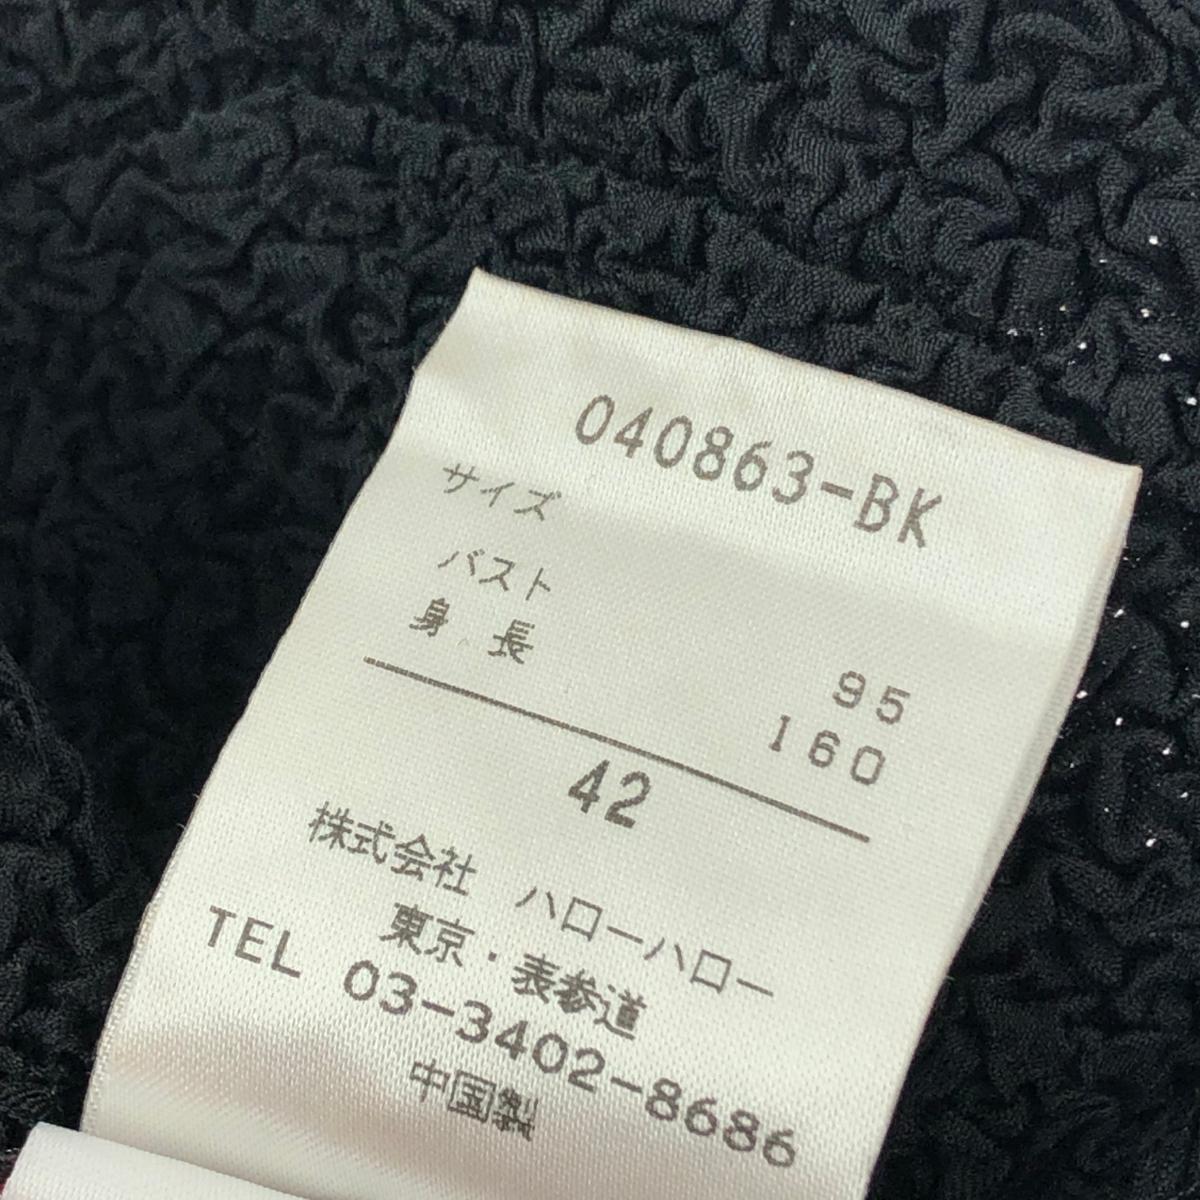 040863-BK
サイズ
バスト 95
身長 160
42
株式会社 ハローハロー
東京・表参道
TEL 03-3402-8686
中国製